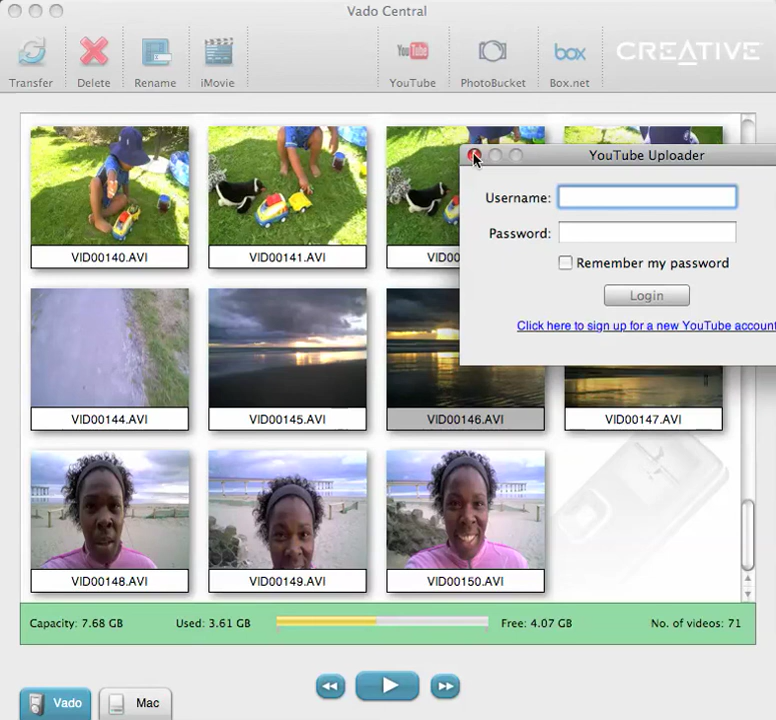 Vado Central
Transfer
Delete
Rename
iMovie
You Tube
YouTube
PhotoBucket
box
Box.net
CREATIVE
VID00140.AVI
VID00141.AVI
VID00
YouTube Uploader
Username:
Password:
Remember my password
Login
Click here to sign up for a new YouTube account
VID00144.AVI
VID00145.AVI
VID00146.AVI
VID00147.AVI
VID00148.AVI
VID00149.AVI
VID00150.AVI
Capacity: 7.68 GB
Used: 3.61 GB
Free: 4.07 GB
No. of videos: 71
Vado
Mac